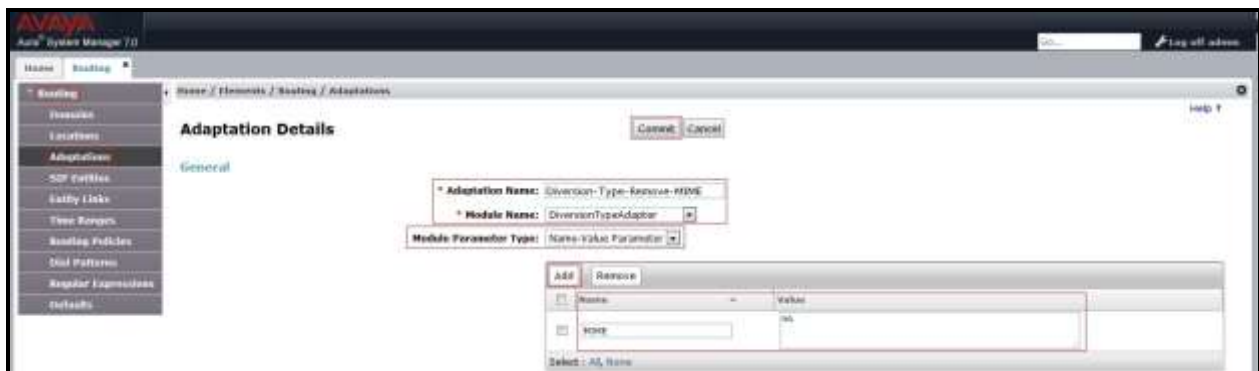 AVAYA
Aura® System Manager 7.0
Go...
Log off admin
Home
Routing
Routing
Home / Elements / Routing / Adaptations
Help ?
Domains
Locations
Adaptations
SIP Entities
Entity Links
Time Ranges
Routing Policies
Dial Patterns
Regular Expressions
Defaults
Adaptation Details
Commit
Cancel
General
* Adaptation Name: Diversion-Type-Remove-MIME
* Module Name: DiversionTypeAdapter
Module Parameter Type: Name-Value Parameter
Add
Remove
Name
Value
MIME
no
Select : All, None